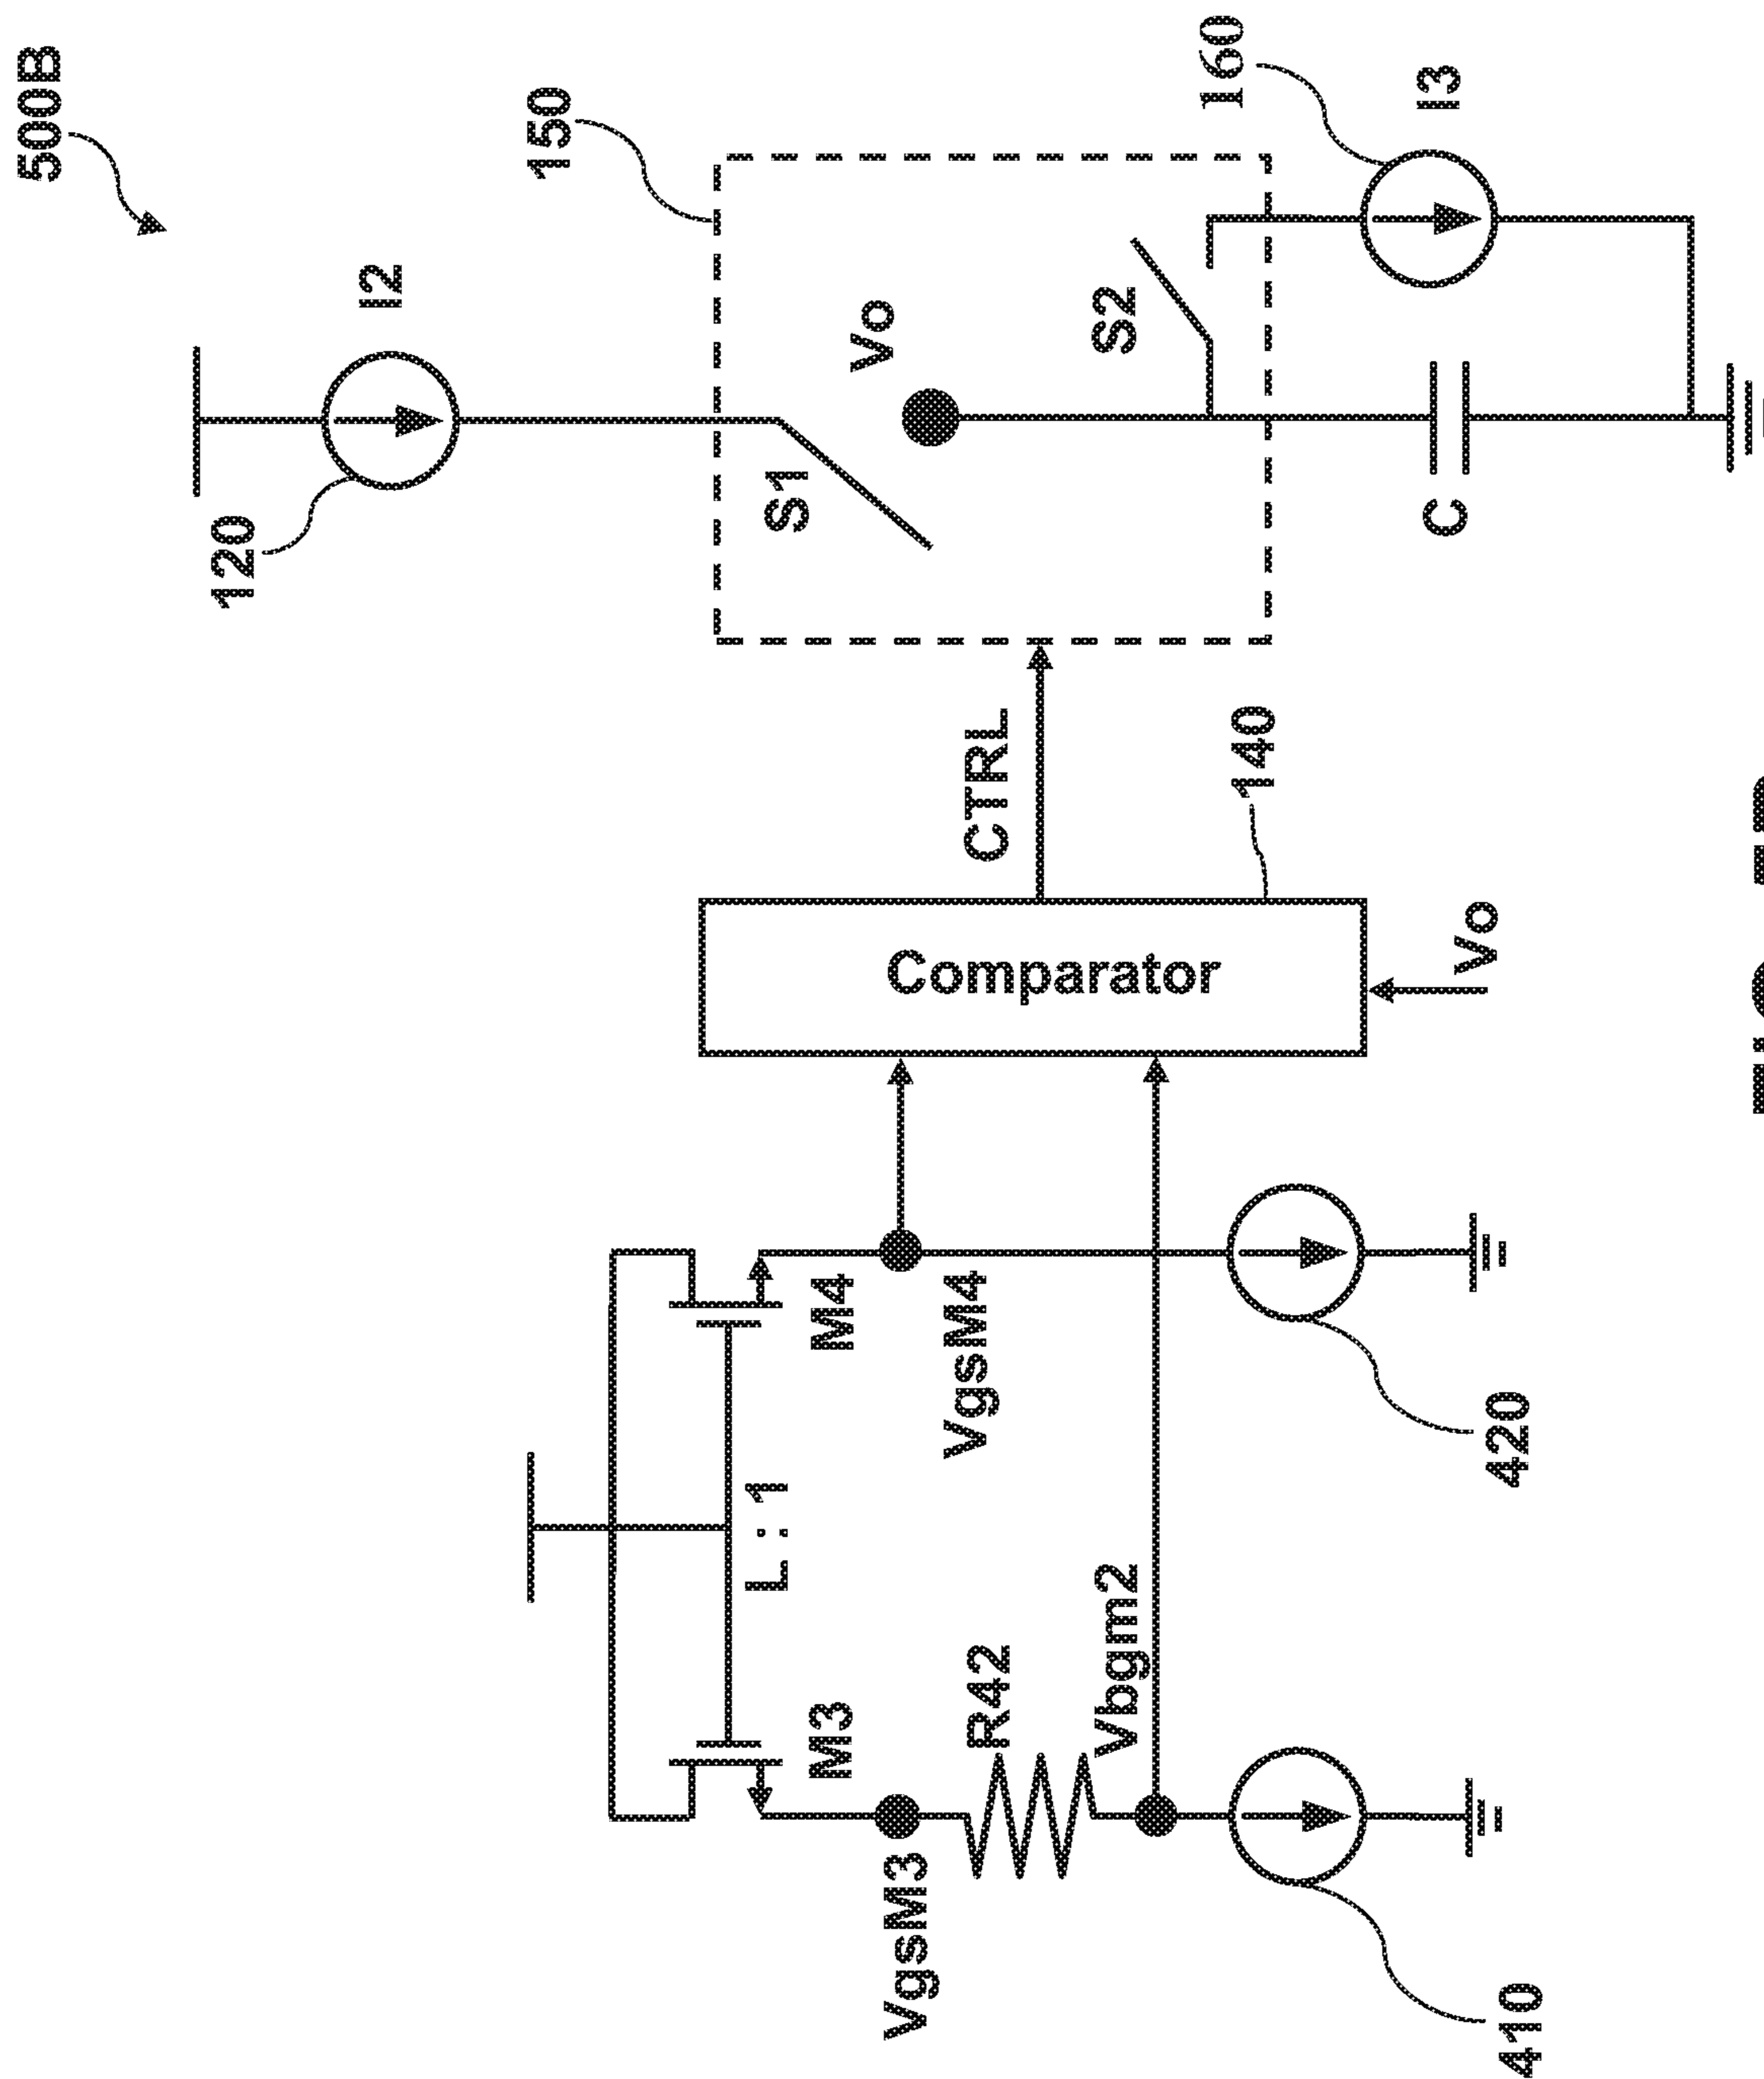 500B
120
I2
150
L : 1
S1
M3
M4
Vo
VgsM3
VgsM4
R42
CTRL
Comparator
Vbgm2
S2
160
140
C
I3
Vo
420
410